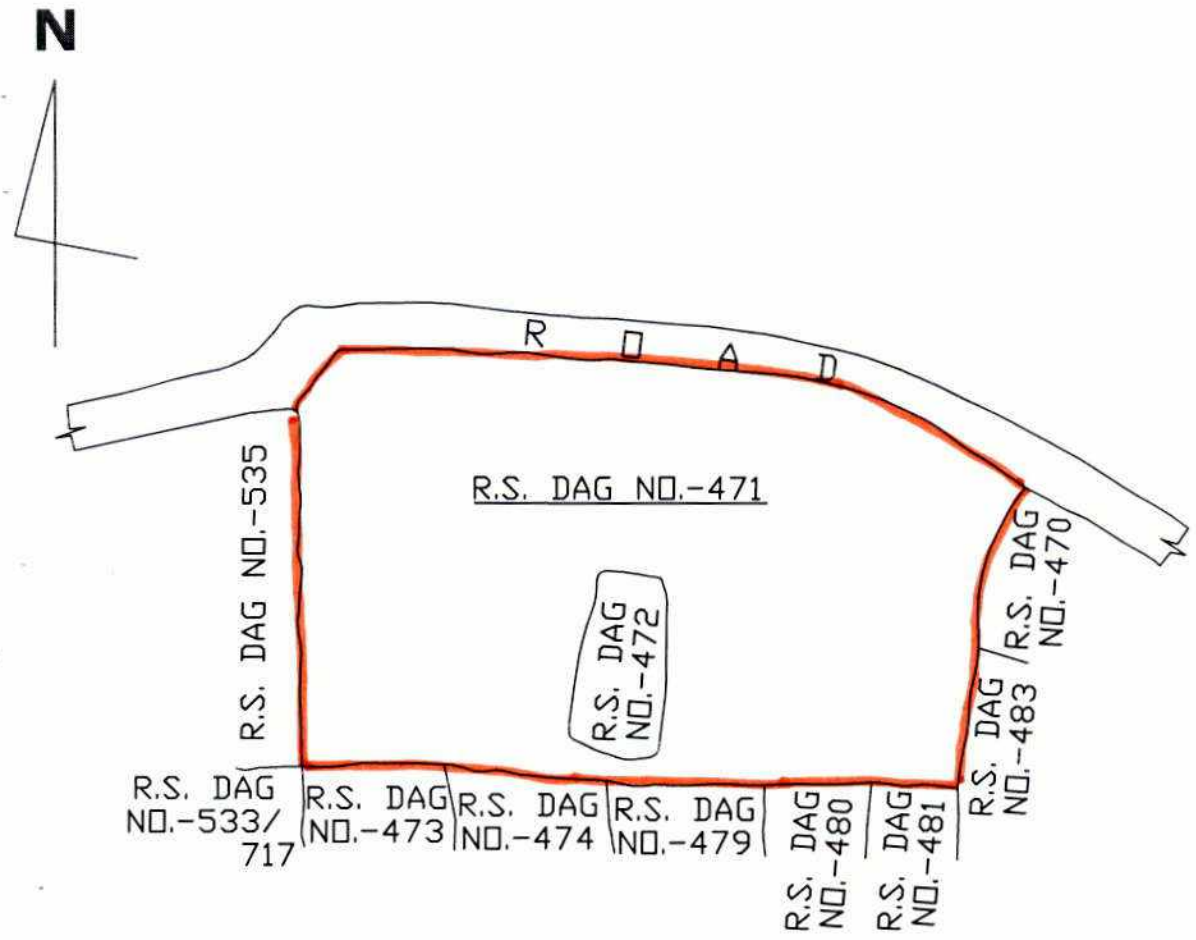 N
R O A D
R.S. DAG NO.-471
R.S. DAG NO.-535
R.S. DAG
NO.-472
R.S. DAG
NO.-470
R.S. DAG
NO.-483
R.S. DAG
NO.-533/
717
R.S. DAG
NO.-473
R.S. DAG
NO.-474
R.S. DAG
NO.-479
R.S. DAG
NO.-480
R.S. DAG
NO.-481